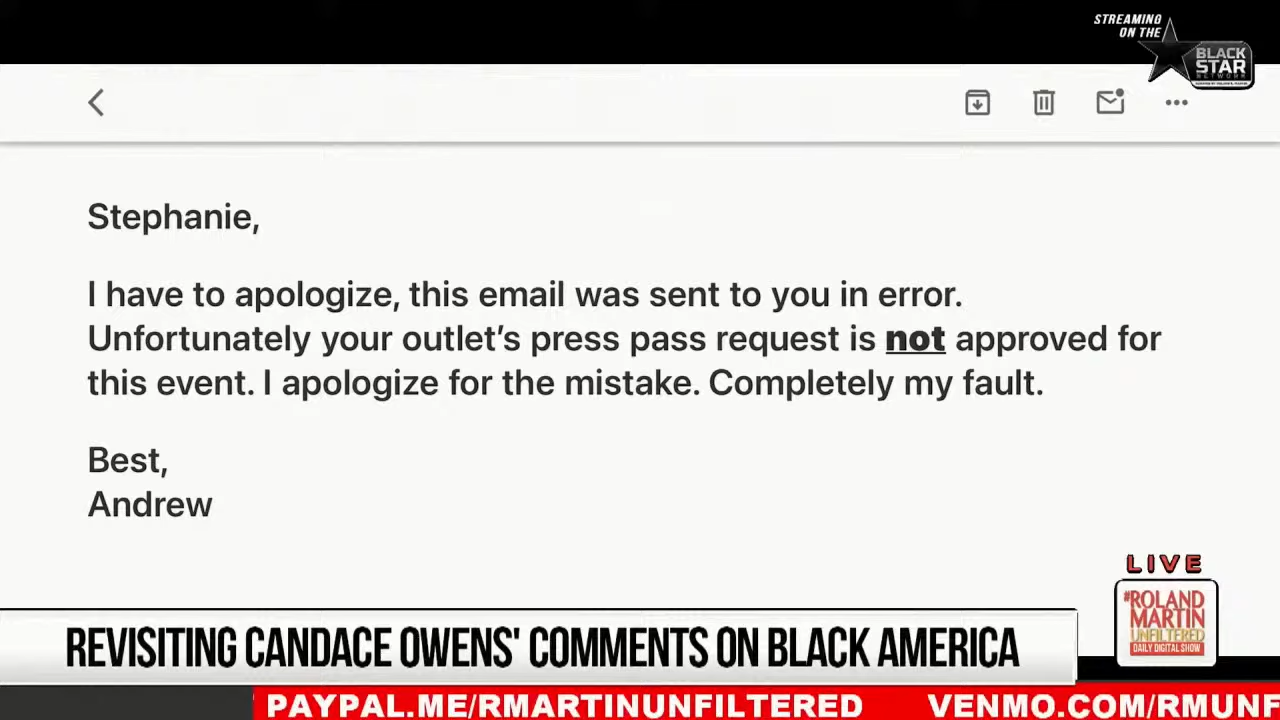 STREAMING
ON THE
BLACK
STAR
NETWORK
Stephanie,
I have to apologize, this email was sent to you in error.
Unfortunately your outlet's press pass request is not approved for
this event. I apologize for the mistake. Completely my fault.
Best,
Andrew
LIVE
#ROLAND
MARTIN
UNFILTERED
DAILY DIGITAL SHOW
REVISITING CANDACE OWENS' COMMENTS ON BLACK AMERICA
PAYPAL.ME/RMARTINUNFILTERED VENMO.COM/RMUNF